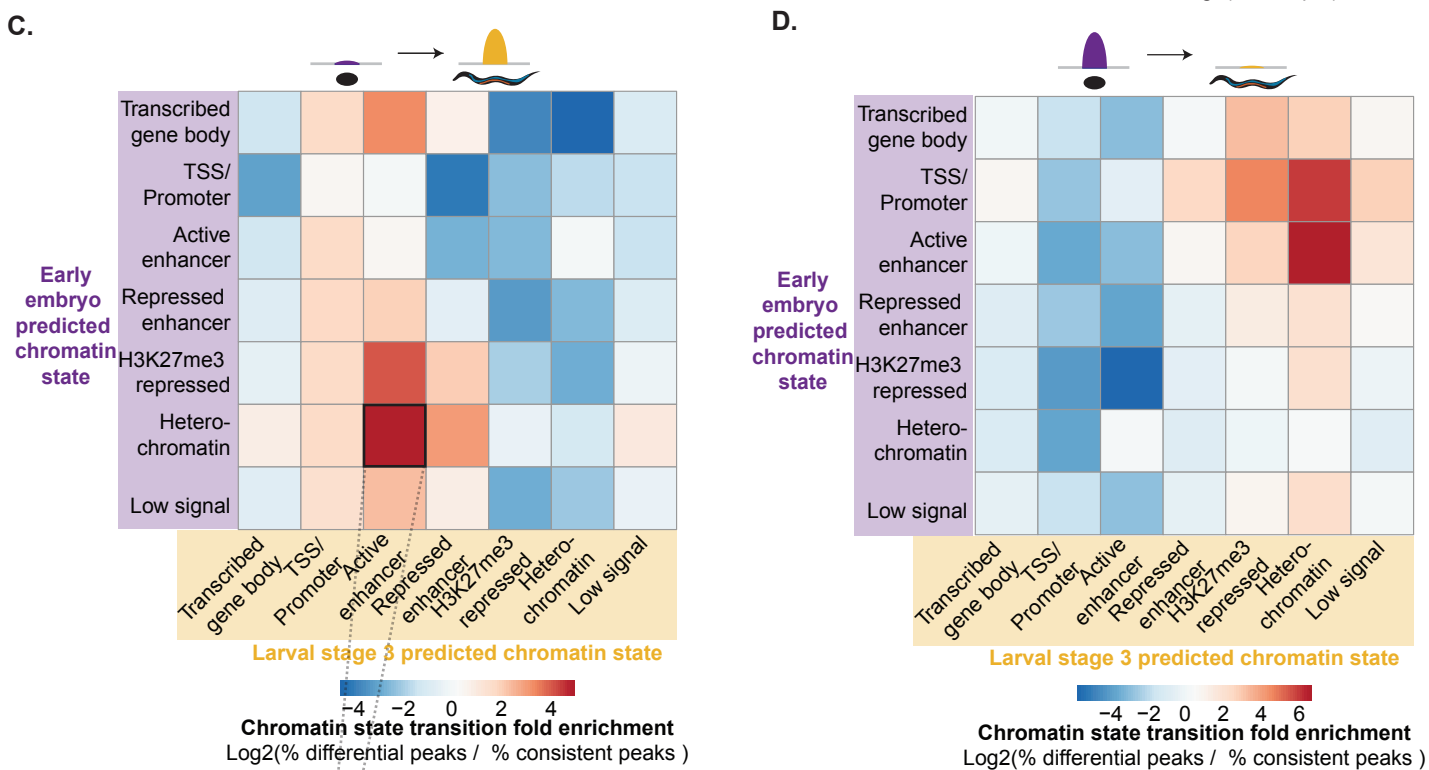 C.
Transcribed
gene body
TSS/
Promoter
Active
enhancer
Repressed
enhancer
H3K27me3
repressed
Hetero-
chromatin
Low signal
Early
embryo
predicted
chromatin
state
Transcribed
gene body
TSS/
Promoter
Active
enhancer
Repressed
enhancer
H3K27me3
repressed
Hetero-
chromatin
Low signal
Larval stage 3 predicted chromatin state
−4 −2 0 2 4
Chromatin state transition fold enrichment
Log2(% differential peaks / % consistent peaks )
D.
Transcribed
gene body
TSS/
Promoter
Active
enhancer
Repressed
enhancer
H3K27me3
repressed
Hetero-
chromatin
Low signal
Early
embryo
predicted
chromatin
state
Transcribed
gene body
TSS/
Promoter
Active
enhancer
Repressed
enhancer
H3K27me3
repressed
Hetero-
chromatin
Low signal
Larval stage 3 predicted chromatin state
−4 −2 0 2 4 6
Chromatin state transition fold enrichment
Log2(% differential peaks / % consistent peaks )